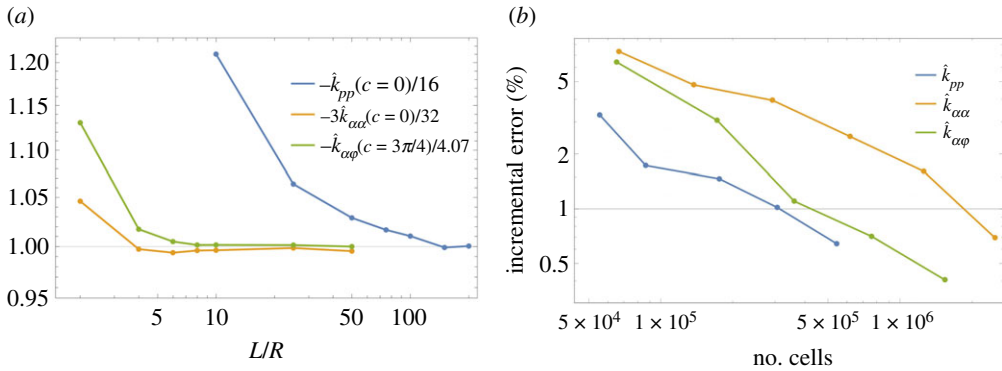 (a)
1.20
1.15
1.10
1.05
1.00
0.95
5
10
50
100
L/R
–k̂pp(c = 0)/16
–3k̂αα(c = 0)/32
–k̂αφ(c = 3π/4)/4.07
(b)
incremental error (%)
5
2
1
0.5
5 × 10⁴
1 × 10⁵
5 × 10⁵
1 × 10⁶
no. cells
k̂pp
k̂αα
k̂αφ